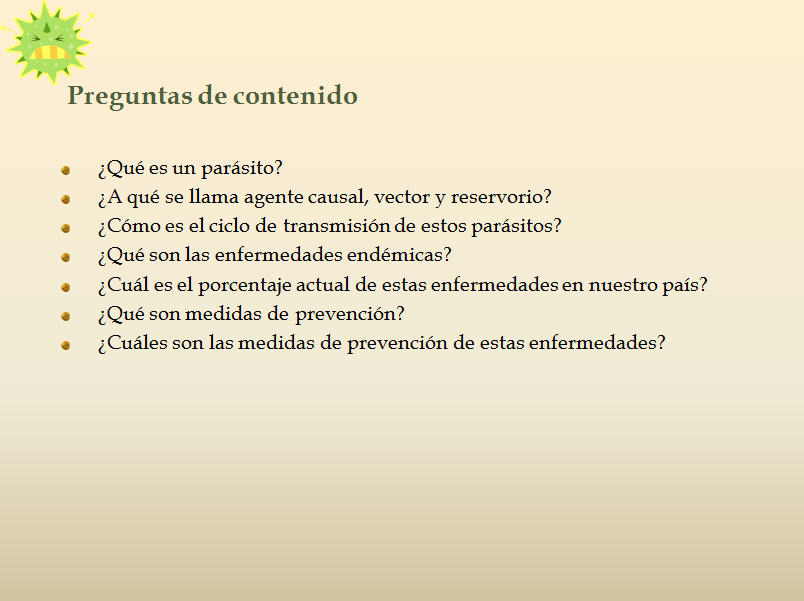 Preguntas de contenido
¿Qué es un parásito?
¿A qué se llama agente causal, vector y reservorio?
¿Cómo es el ciclo de transmisión de estos parásitos?
¿Qué son las enfermedades endémicas?
¿Cuál es el porcentaje actual de estas enfermedades en nuestro país?
¿Qué son medidas de prevención?
¿Cuáles son las medidas de prevención de estas enfermedades?